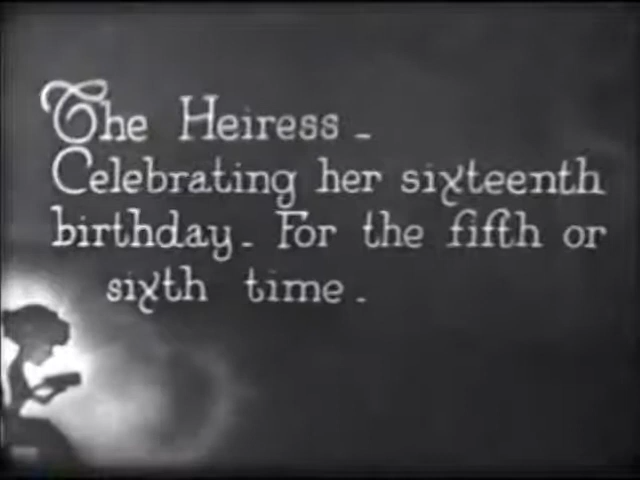 The Heiress -
Celebrating her sixteenth
birthday. For the fifth or
sixth time.